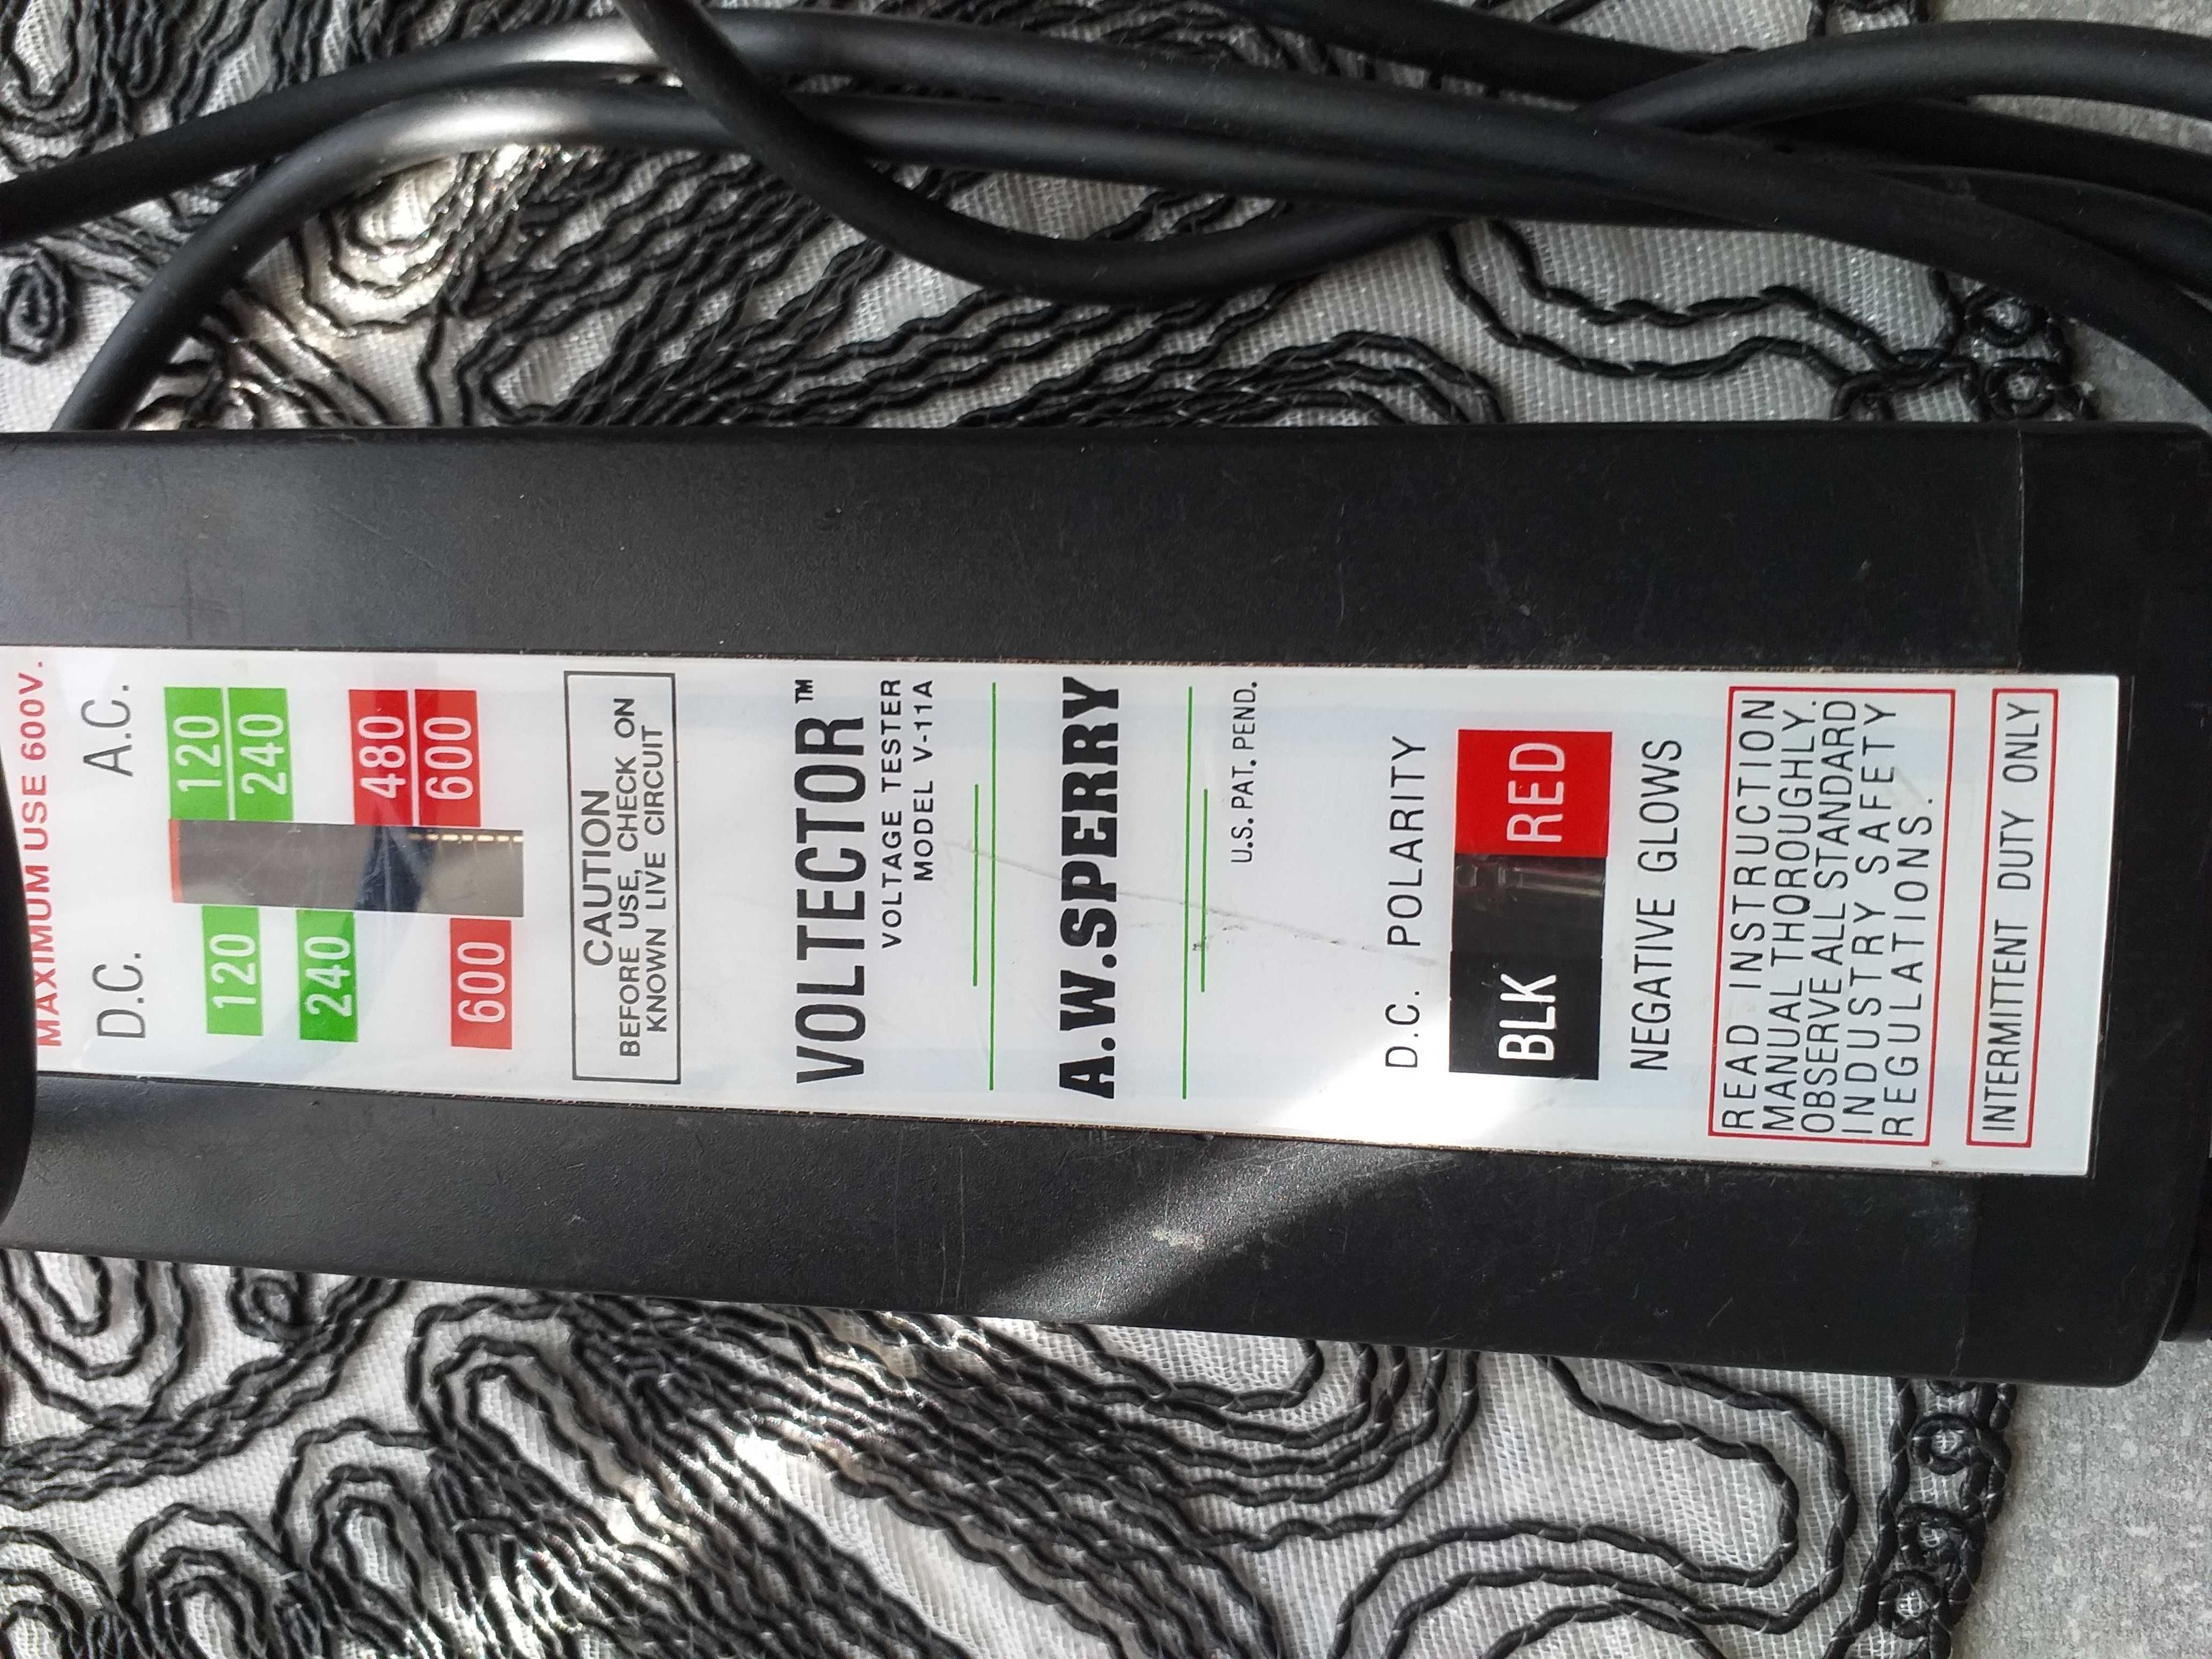 MAXIMUM USE 600V.
D.C. A.C.
120
120
240
240
480
600
600
CAUTION
BEFORE USE, CHECK ON
KNOWN LIVE CIRCUIT
VOLTECTOR™
VOLTAGE TESTER
MODEL V-11A
A.W.SPERRY
U.S. PAT. PEND.
D.C. POLARITY
BLK RED
NEGATIVE GLOWS
READ INSTRUCTION
MANUAL THOROUGHLY.
OBSERVE ALL STANDARD
INDUSTRY SAFETY
REGULATIONS.
INTERMITTENT DUTY ONLY